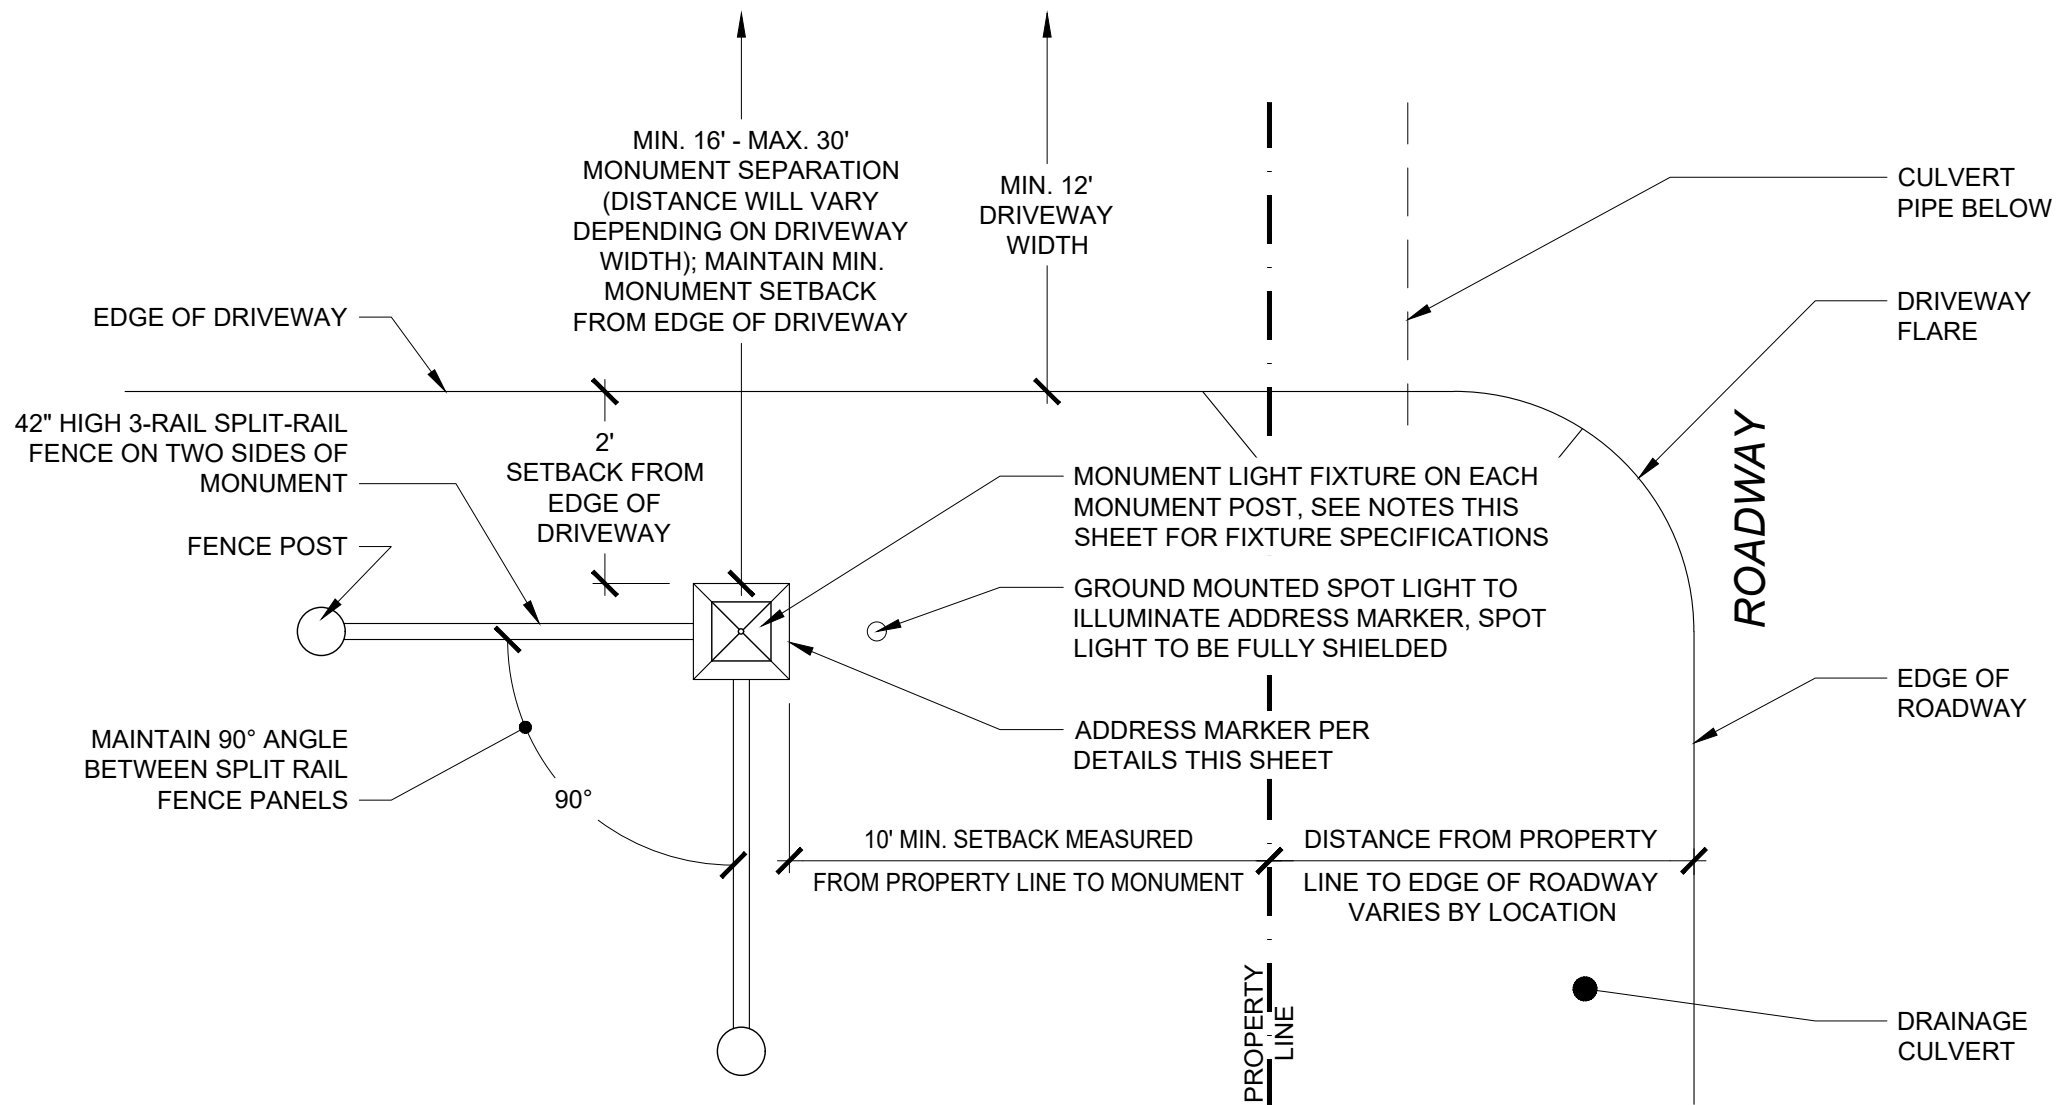 MIN. 16' - MAX. 30'
MONUMENT SEPARATION
(DISTANCE WILL VARY
DEPENDING ON DRIVEWAY
WIDTH); MAINTAIN MIN.
MONUMENT SETBACK
FROM EDGE OF DRIVEWAY
MIN. 12'
DRIVEWAY
WIDTH
CULVERT
PIPE BELOW
DRIVEWAY
FLARE
EDGE OF DRIVEWAY
42" HIGH 3-RAIL SPLIT-RAIL
FENCE ON TWO SIDES OF
MONUMENT
2'
SETBACK FROM
EDGE OF
DRIVEWAY
FENCE POST
MONUMENT LIGHT FIXTURE ON EACH
MONUMENT POST, SEE NOTES THIS
SHEET FOR FIXTURE SPECIFICATIONS
GROUND MOUNTED SPOT LIGHT TO
ILLUMINATE ADDRESS MARKER, SPOT
LIGHT TO BE FULLY SHIELDED
ROADWAY
EDGE OF
ROADWAY
ADDRESS MARKER PER
DETAILS THIS SHEET
MAINTAIN 90° ANGLE
BETWEEN SPLIT RAIL
FENCE PANELS
90°
10' MIN. SETBACK MEASURED
FROM PROPERTY LINE TO MONUMENT
DISTANCE FROM PROPERTY
LINE TO EDGE OF ROADWAY
VARIES BY LOCATION
PROPERTY
LINE
DRAINAGE
CULVERT